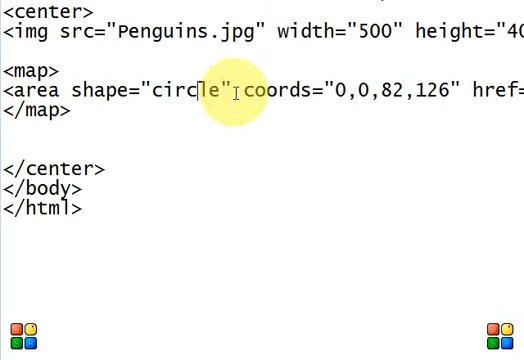 <center>
<img src="Penguins.jpg" width="500" height="40
<map>
<area shape="circle" coords="0,0,82,126" href=
</map>
</center>
</body>
</html>